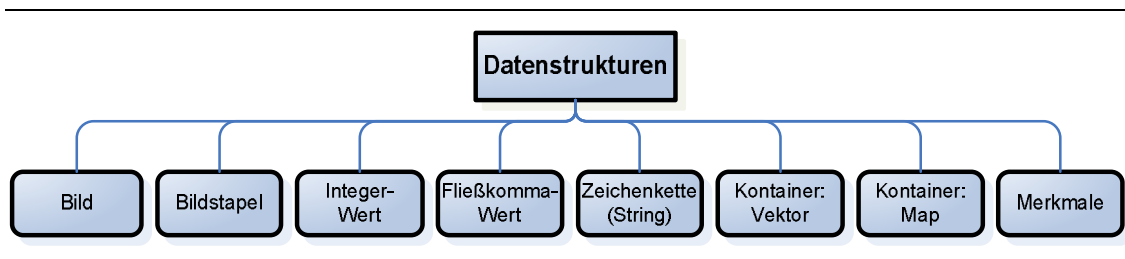 Datenstrukturen
Bild
Bildstapel
Integer-
Wert
Fließkomma-
Wert
Zeichenkette
(String)
Kontainer:
Vektor
Kontainer:
Map
Merkmale